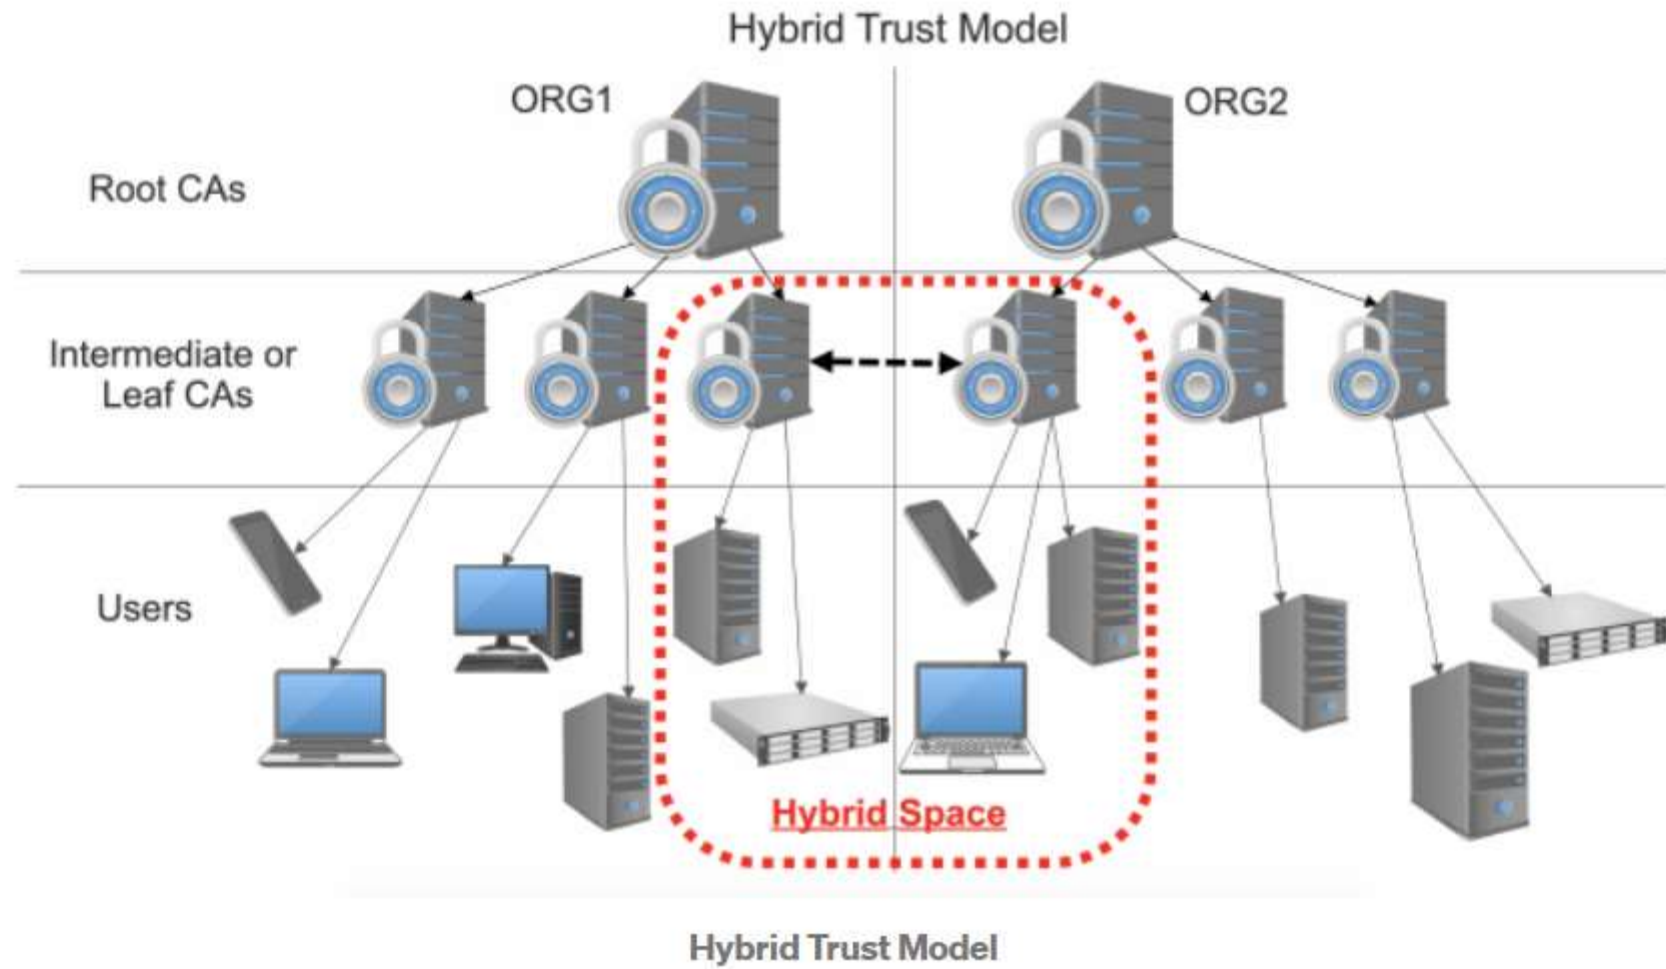 Hybrid Trust Model
ORG1
ORG2
Root CAs
Intermediate or
Leaf CAs
Users
Hybrid Space
Hybrid Trust Model